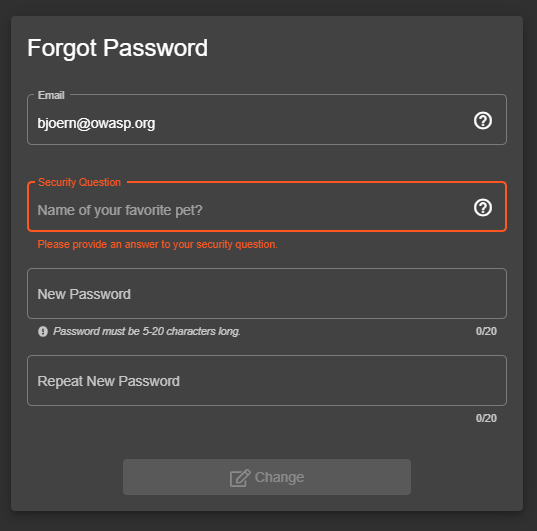 Forgot Password
Email
bjoern@owasp.org
Security Question
Name of your favorite pet?
Please provide an answer to your security question.
New Password
Password must be 5-20 characters long.
0/20
Repeat New Password
0/20
Change